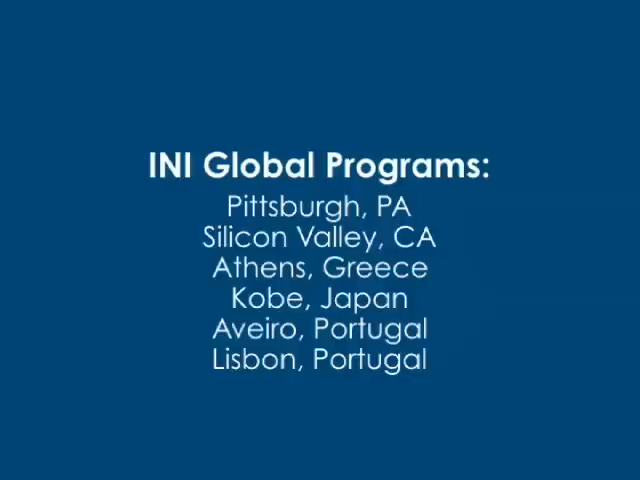 INI Global Programs:
Pittsburgh, PA
Silicon Valley, CA
Athens, Greece
Kobe, Japan
Aveiro, Portugal
Lisbon, Portugal